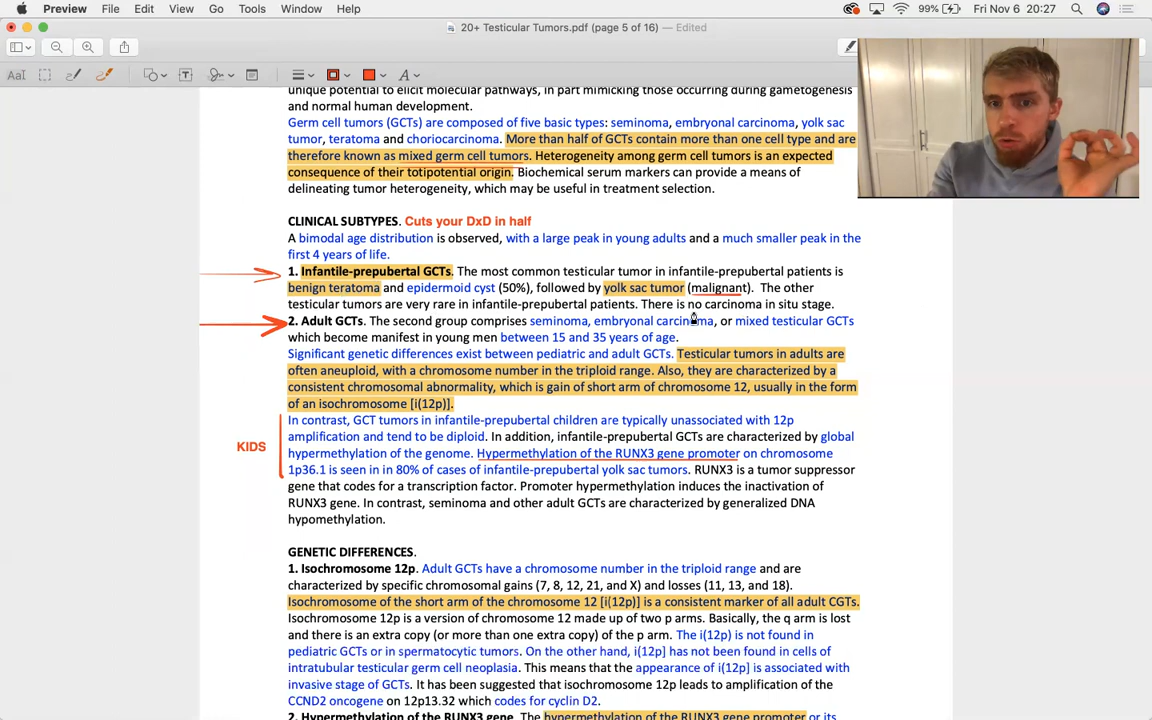 Preview File Edit View Go Tools Window Help 99% Fri Nov 6 20:27
20+ Testicular Tumors.pdf (page 5 of 16) — Edited
unique potential to elicit molecular pathways, in part mimicking those occurring during gametogenesis
and normal human development.
Germ cell tumors (GCTs) are composed of five basic types: seminoma, embryonal carcinoma, yolk sac
tumor, teratoma and choriocarcinoma. More than half of GCTs contain more than one cell type and are
therefore known as mixed germ cell tumors. Heterogeneity among germ cell tumors is an expected
consequence of their totipotential origin. Biochemical serum markers can provide a means of
delineating tumor heterogeneity, which may be useful in treatment selection.
CLINICAL SUBTYPES. Cuts your DxD in half
A bimodal age distribution is observed, with a large peak in young adults and a much smaller peak in the
first 4 years of life.
1. Infantile-prepubertal GCTs. The most common testicular tumor in infantile-prepubertal patients is
benign teratoma and epidermoid cyst (50%), followed by yolk sac tumor (malignant). The other
testicular tumors are very rare in infantile-prepubertal patients. There is no carcinoma in situ stage.
2. Adult GCTs. The second group comprises seminoma, embryonal carcinoma, or mixed testicular GCTs
which become manifest in young men between 15 and 35 years of age.
Significant genetic differences exist between pediatric and adult GCTs. Testicular tumors in adults are
often aneuploid, with a chromosome number in the triploid range. Also, they are characterized by a
consistent chromosomal abnormality, which is gain of short arm of chromosome 12, usually in the form
of an isochromosome [i(12p)].
In contrast, GCT tumors in infantile-prepubertal children are typically unassociated with 12p
amplification and tend to be diploid. In addition, infantile-prepubertal GCTs are characterized by global
KIDS
hypermethylation of the genome. Hypermethylation of the RUNX3 gene promoter on chromosome
1p36.1 is seen in in 80% of cases of infantile-prepubertal yolk sac tumors. RUNX3 is a tumor suppressor
gene that codes for a transcription factor. Promoter hypermethylation induces the inactivation of
RUNX3 gene. In contrast, seminoma and other adult GCTs are characterized by generalized DNA
hypomethylation.
GENETIC DIFFERENCES.
1. Isochromosome 12p. Adult GCTs have a chromosome number in the triploid range and are
characterized by specific chromosomal gains (7, 8, 12, 21, and X) and losses (11, 13, and 18).
Isochromosome of the short arm of the chromosome 12 [i(12p)] is a consistent marker of all adult CGTs.
Isochromosome 12p is a version of chromosome 12 made up of two p arms. Basically, the q arm is lost
and there is an extra copy (or more than one extra copy) of the p arm. The i(12p) is not found in
pediatric GCTs or in spermatocytic tumors. On the other hand, i(12p] has not been found in cells of
intratubular testicular germ cell neoplasia. This means that the appearance of i(12p] is associated with
invasive stage of GCTs. It has been suggested that isochromosome 12p leads to amplification of the
CCND2 oncogene on 12p13.32 which codes for cyclin D2.
2. Hypermethylation of the RUNX3 gene. The hypermethylation of the RUNX3 gene promoter or its